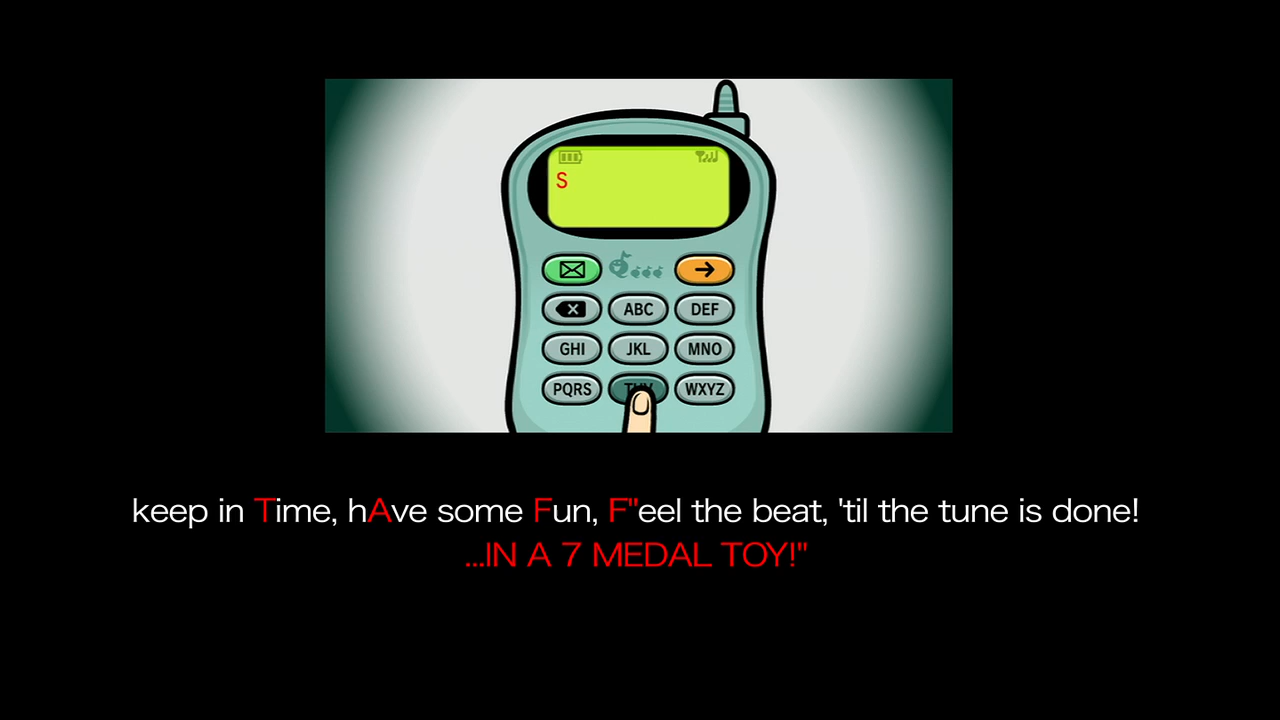 S
ABC DEF
GHI JKL MNO
PQRS WXYZ
keep in Time, hAve some Fun, F"eel the beat, 'til the tune is done!
...IN A 7 MEDAL TOY!"